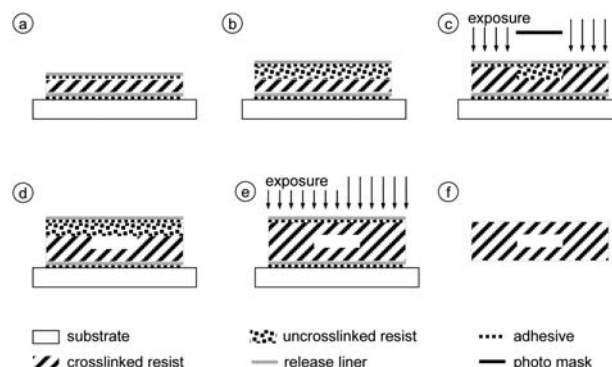 a
b
c
exposure
d
e
exposure
f
substrate
uncrosslinked resist
adhesive
crosslinked resist
release liner
photo mask